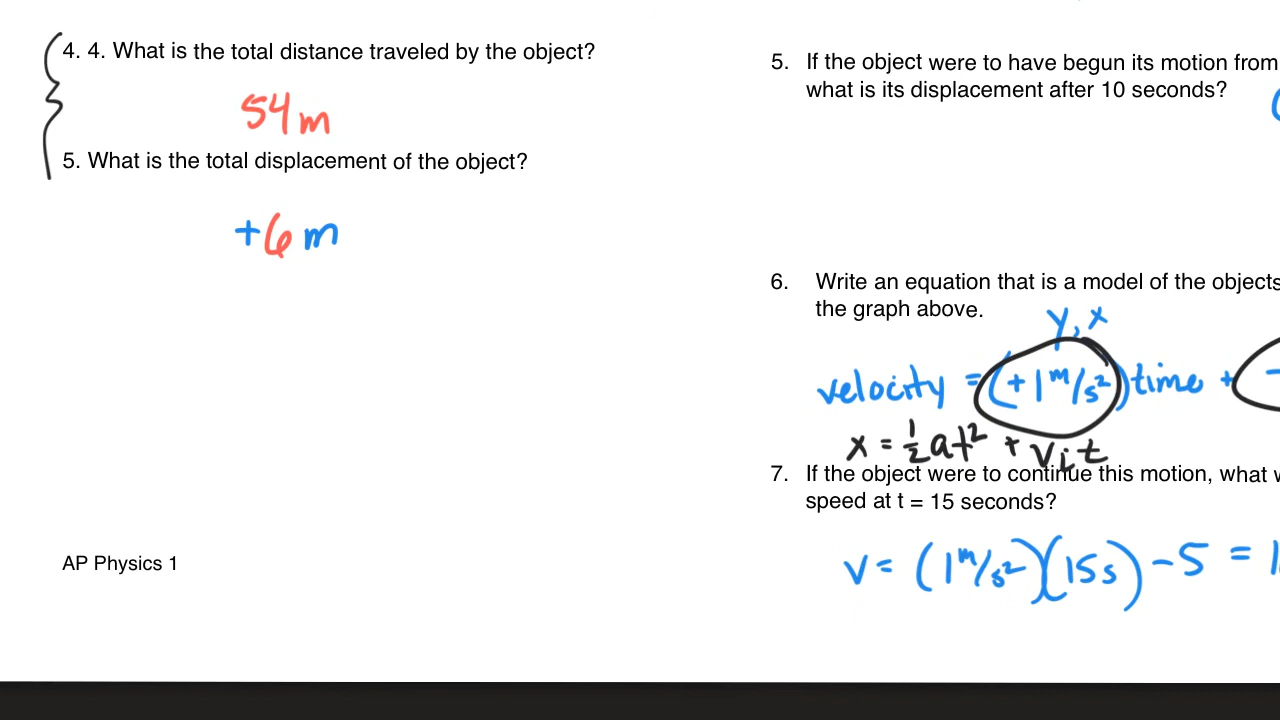 4. 4. What is the total distance traveled by the object?
54 m
5. What is the total displacement of the object?
+6 m
AP Physics 1
5. If the object were to have begun its motion from
what is its displacement after 10 seconds?
6. Write an equation that is a model of the objects
the graph above.
y, x
velocity = (+1 m/s²) time + -
x = ½at² + vᵢt
7. If the object were to continue this motion, what w
speed at t = 15 seconds?
v = (1 m/s²)(15s) - 5 = 1